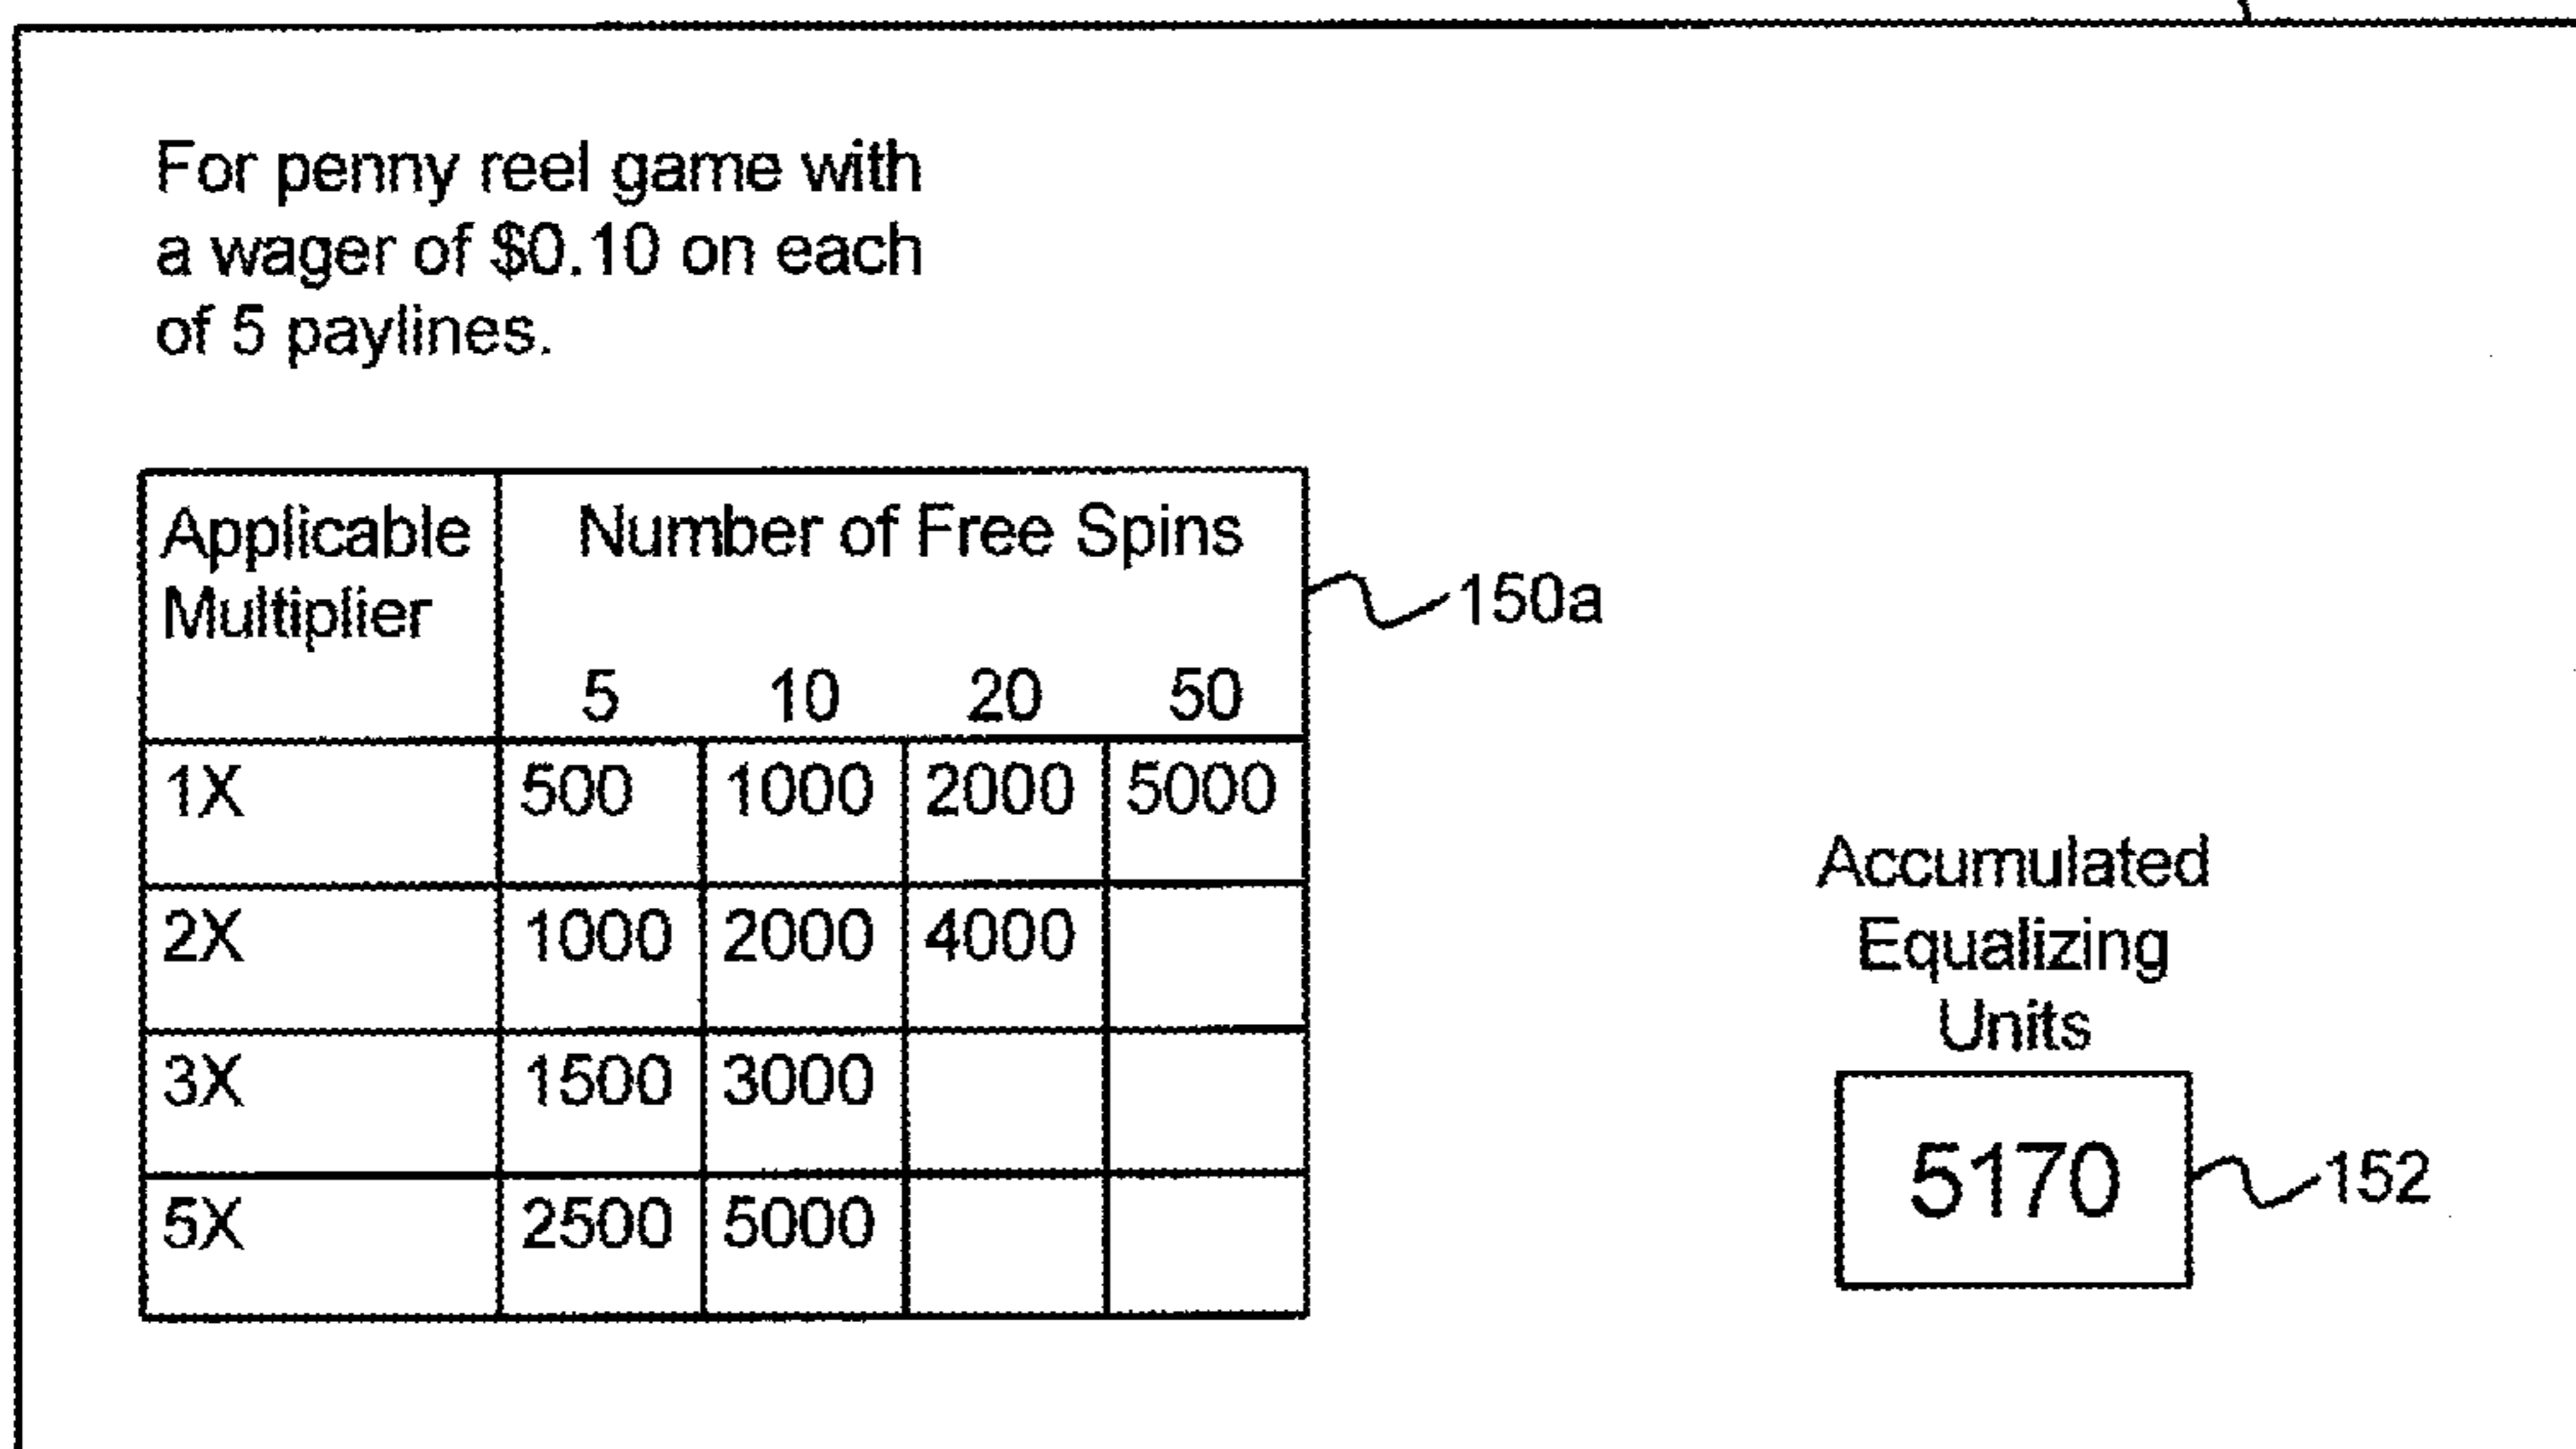 For penny reel game with
a wager of $0.10 on each
of 5 paylines.
Applicable Number of Free Spins
Multiplier
5 10 20 50
1X 500 1000 2000 5000
2X 1000 2000 4000
3X 1500 3000
5X 2500 5000
150a
Accumulated
Equalizing
Units
5170
152